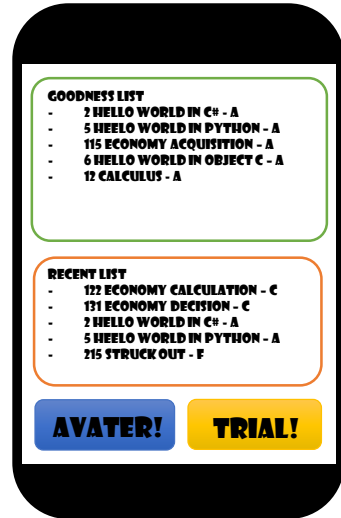 GOODNESS LIST
- 2 HELLO WORLD IN C# - A
- 5 HEELO WORLD IN PYTHON – A
- 115 ECONOMY ACQUISITION – A
- 6 HELLO WORLD IN OBJECT C – A
- 12 CALCULUS - A
RECENT LIST
- 122 ECONOMY CALCULATION – C
- 131 ECONOMY DECISION – C
- 2 HELLO WORLD IN C# - A
- 5 HEELO WORLD IN PYTHON – A
- 215 STRUCK OUT – F
AVATER! TRIAL!